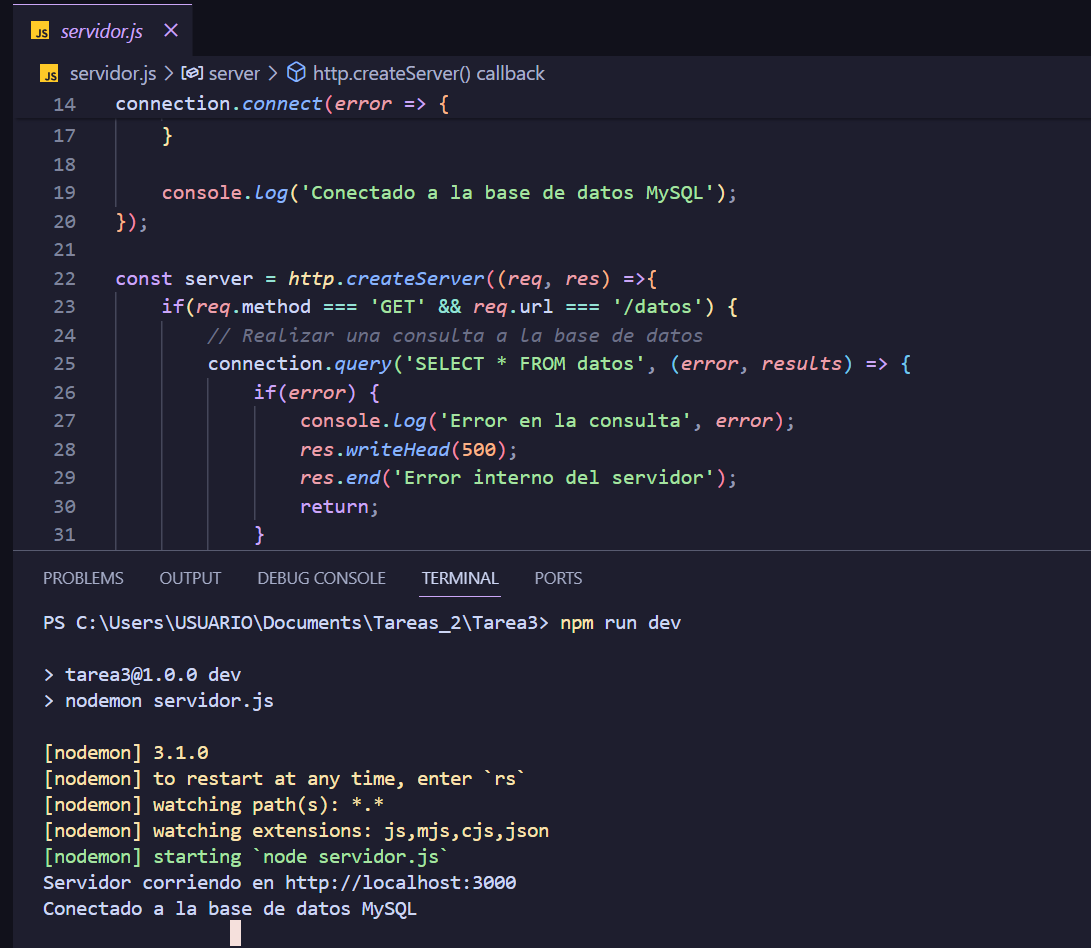 JS servidor.js ×
JS servidor.js > server > http.createServer() callback
14 connection.connect(error => {
17 }
18
19 console.log('Conectado a la base de datos MySQL');
20 });
21
22 const server = http.createServer((req, res) =>{
23 if(req.method === 'GET' && req.url === '/datos') {
24 // Realizar una consulta a la base de datos
25 connection.query('SELECT * FROM datos', (error, results) => {
26 if(error) {
27 console.log('Error en la consulta', error);
28 res.writeHead(500);
29 res.end('Error interno del servidor');
30 return;
31 }
PROBLEMS OUTPUT DEBUG CONSOLE TERMINAL PORTS
PS C:\Users\USUARIO\Documents\Tareas_2\Tarea3> npm run dev
> tarea3@1.0.0 dev
> nodemon servidor.js
[nodemon] 3.1.0
[nodemon] to restart at any time, enter `rs`
[nodemon] watching path(s): *.*
[nodemon] watching extensions: js,mjs,cjs,json
[nodemon] starting `node servidor.js`
Servidor corriendo en http://localhost:3000
Conectado a la base de datos MySQL